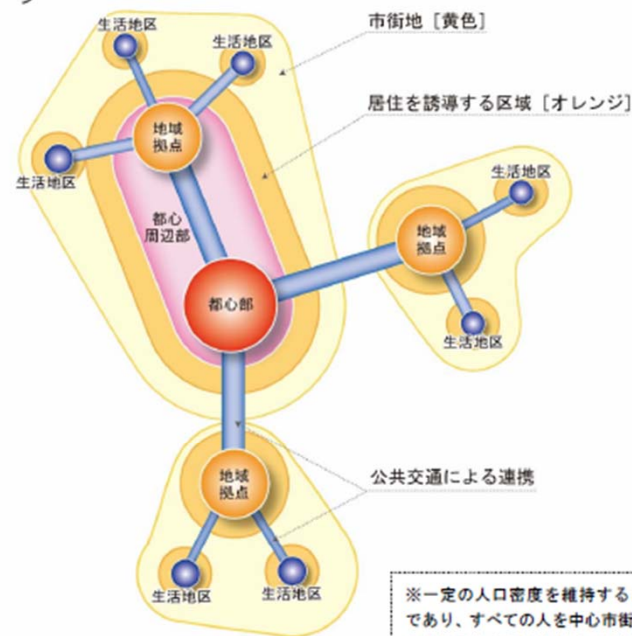 生活地区
生活地区
市街地 [黄色]
居住を誘導する区域 [オレンジ]
地域
拠点
生活地区
都心
周辺部
都心部
生活地区
地域
拠点
生活地区
公共交通による連携
地域
拠点
生活地区
生活地区
※一定の人口密度を維持する
であり、すべての人を中心市街